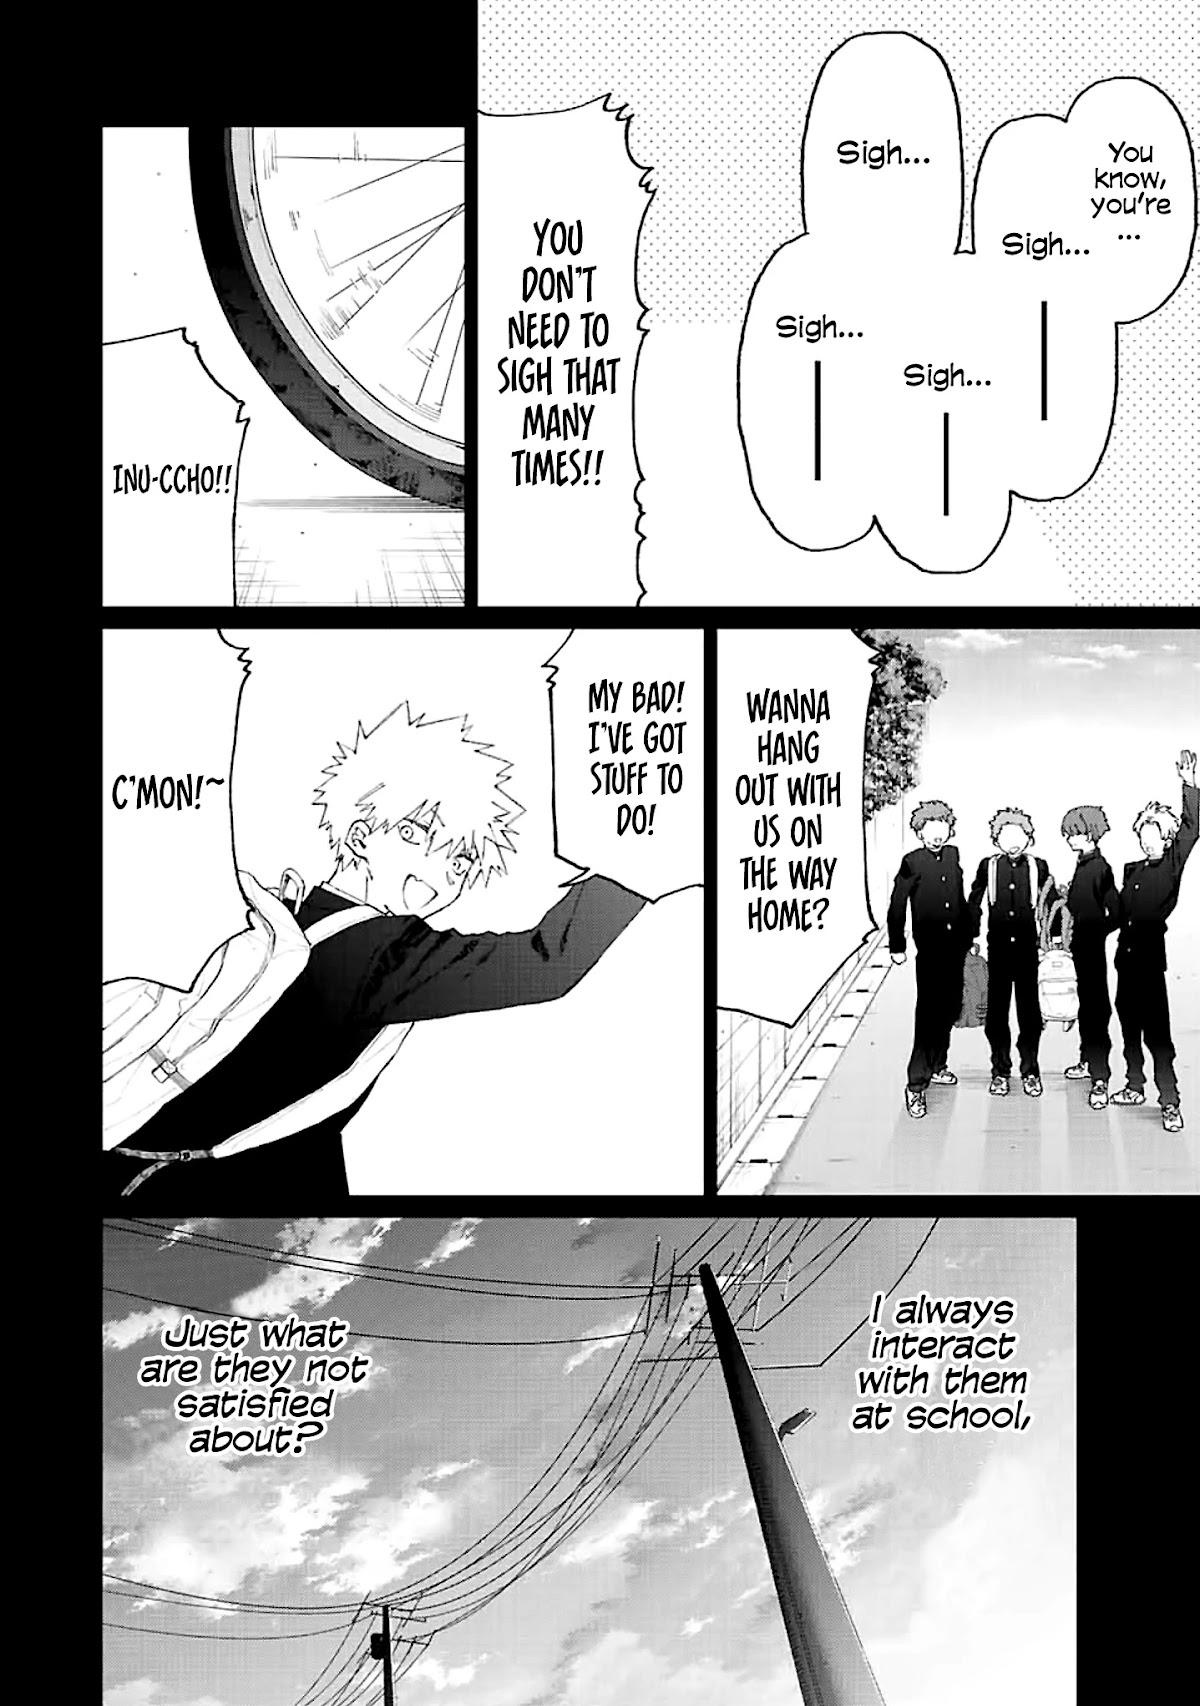 You
know,
you're
...
Sigh...
Sigh...
Sigh...
Sigh...
YOU
DON'T
NEED TO
SIGH THAT
MANY
TIMES!!
INU-CCHO!!
WANNA
HANG
OUT WITH
US ON
THE WAY
HOME?
MY BAD!
I'VE GOT
STUFF TO
DO!
C'MON!~
I always
interact
with them
at school,
Just what
are they not
satisfied
about?